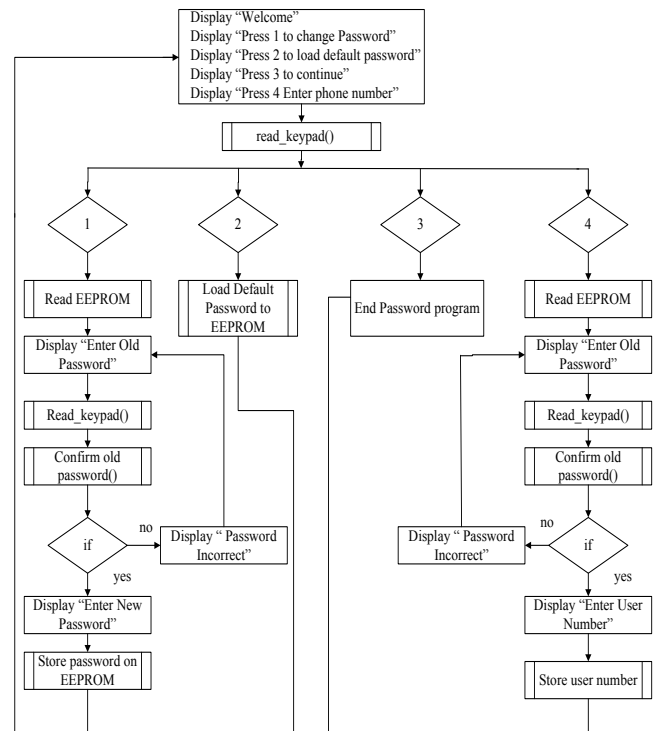 Display “Welcome”
Display “Press 1 to change Password”
Display “Press 2 to load default password”
Display “Press 3 to continue”
Display “Press 4 Enter phone number”
read_keypad()
1
2
3
4
Read EEPROM
Load Default
Password to
EEPROM
End Password program
Read EEPROM
Display “Enter Old
Password”
Display “Enter Old
Password”
Read_keypad()
Read_keypad()
Confirm old
password()
Confirm old
password()
if
no
Display “ Password
Incorrect”
Display “ Password
Incorrect”
no
if
yes
yes
Display “Enter New
Password”
Display “Enter User
Number”
Store password on
EEPROM
Store user number